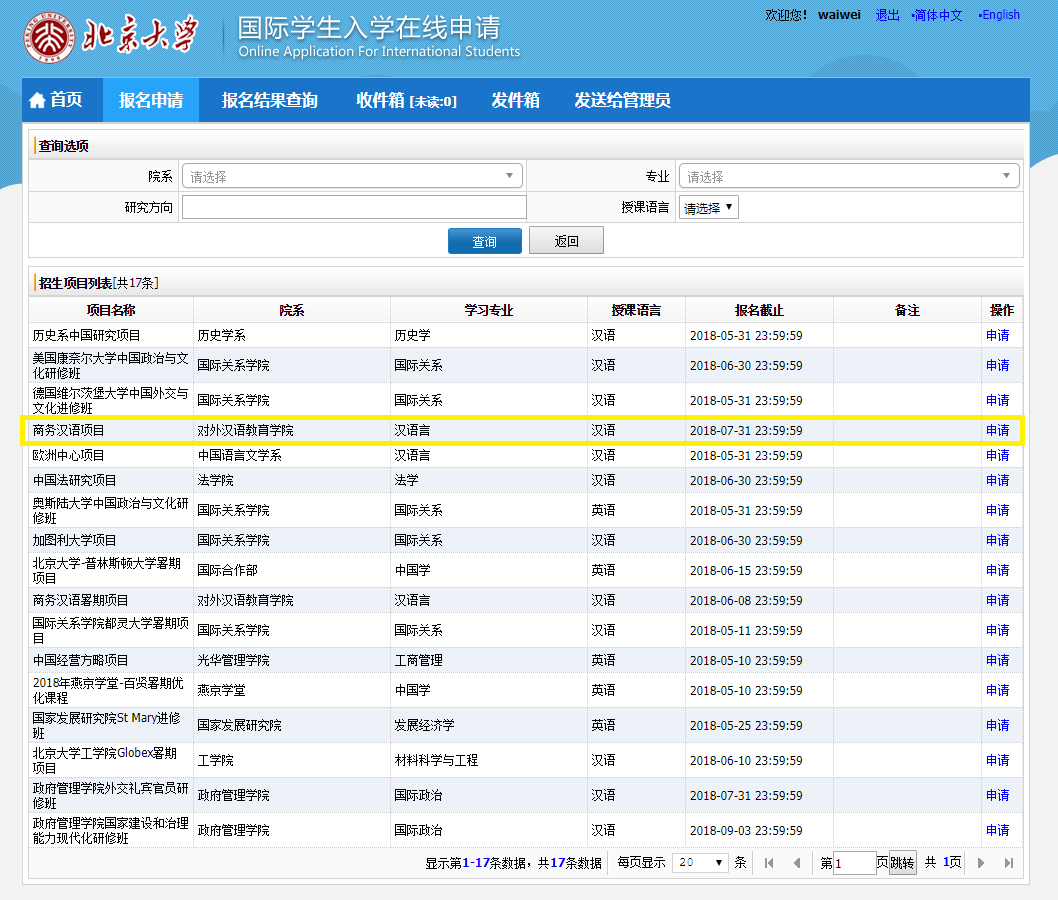 欢迎您! waiwei 退出 •简体中文 •English
PEKING UNIVERSITY
1898
北京大学
国际学生入学在线申请
Online Application For International Students
首页 报名申请 报名结果查询 收件箱 [未读:0] 发件箱 发送给管理员
查询选项
院系 请选择 专业 请选择
研究方向 授课语言 请选择
查询 返回
招生项目列表[共17条]
项目名称 院系 学习专业 授课语言 报名截止 备注 操作
历史系中国研究项目 历史学系 历史学 汉语 2018-05-31 23:59:59 申请
美国康奈尔大学中国政治与文
化研修班 国际关系学院 国际关系 汉语 2018-06-30 23:59:59 申请
德国维尔茨堡大学中国外交与
文化进修班 国际关系学院 国际关系 汉语 2018-05-31 23:59:59 申请
商务汉语项目 对外汉语教育学院 汉语言 汉语 2018-07-31 23:59:59 申请
欧洲中心项目 中国语言文学系 汉语言 汉语 2018-05-31 23:59:59 申请
中国法研究项目 法学院 法学 汉语 2018-06-30 23:59:59 申请
奥斯陆大学中国政治与文化研
修班 国际关系学院 国际关系 英语 2018-05-31 23:59:59 申请
加图利大学项目 国际关系学院 国际关系 汉语 2018-06-30 23:59:59 申请
北京大学-普林斯顿大学暑期
项目 国际合作部 中国学 英语 2018-06-15 23:59:59 申请
商务汉语暑期项目 对外汉语教育学院 汉语言 汉语 2018-06-08 23:59:59 申请
国际关系学院都灵大学暑期项
目 国际关系学院 国际关系 汉语 2018-05-11 23:59:59 申请
中国经营方略项目 光华管理学院 工商管理 英语 2018-05-10 23:59:59 申请
2018年燕京学堂-百贤暑期优
化课程 燕京学堂 中国学 英语 2018-05-10 23:59:59 申请
国家发展研究院St Mary进修
班 国家发展研究院 发展经济学 英语 2018-05-25 23:59:59 申请
北京大学工学院Globex暑期
项目 工学院 材料科学与工程 汉语 2018-06-10 23:59:59 申请
政府管理学院外交礼宾官员研
修班 政府管理学院 国际政治 汉语 2018-07-31 23:59:59 申请
政府管理学院国家建设和治理
能力现代化研修班 政府管理学院 国际政治 汉语 2018-09-03 23:59:59 申请
显示第1-17条数据，共17条数据 每页显示 20 条 第1页 跳转 共 1页